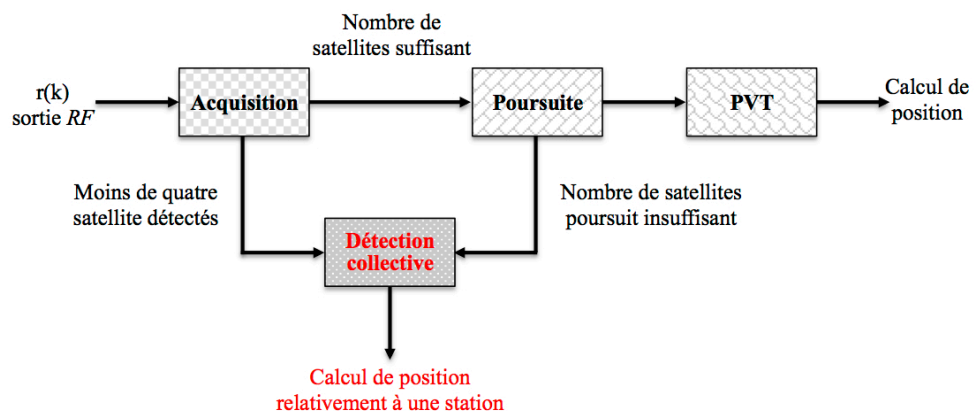 Nombre de
satellites suffisant
r(k)
sortie RF
Acquisition
Poursuite
PVT
Calcul de
position
Moins de quatre
satellite détectés
Nombre de satellites
poursuit insuffisant
Détection
collective
Calcul de position
relativement à une station